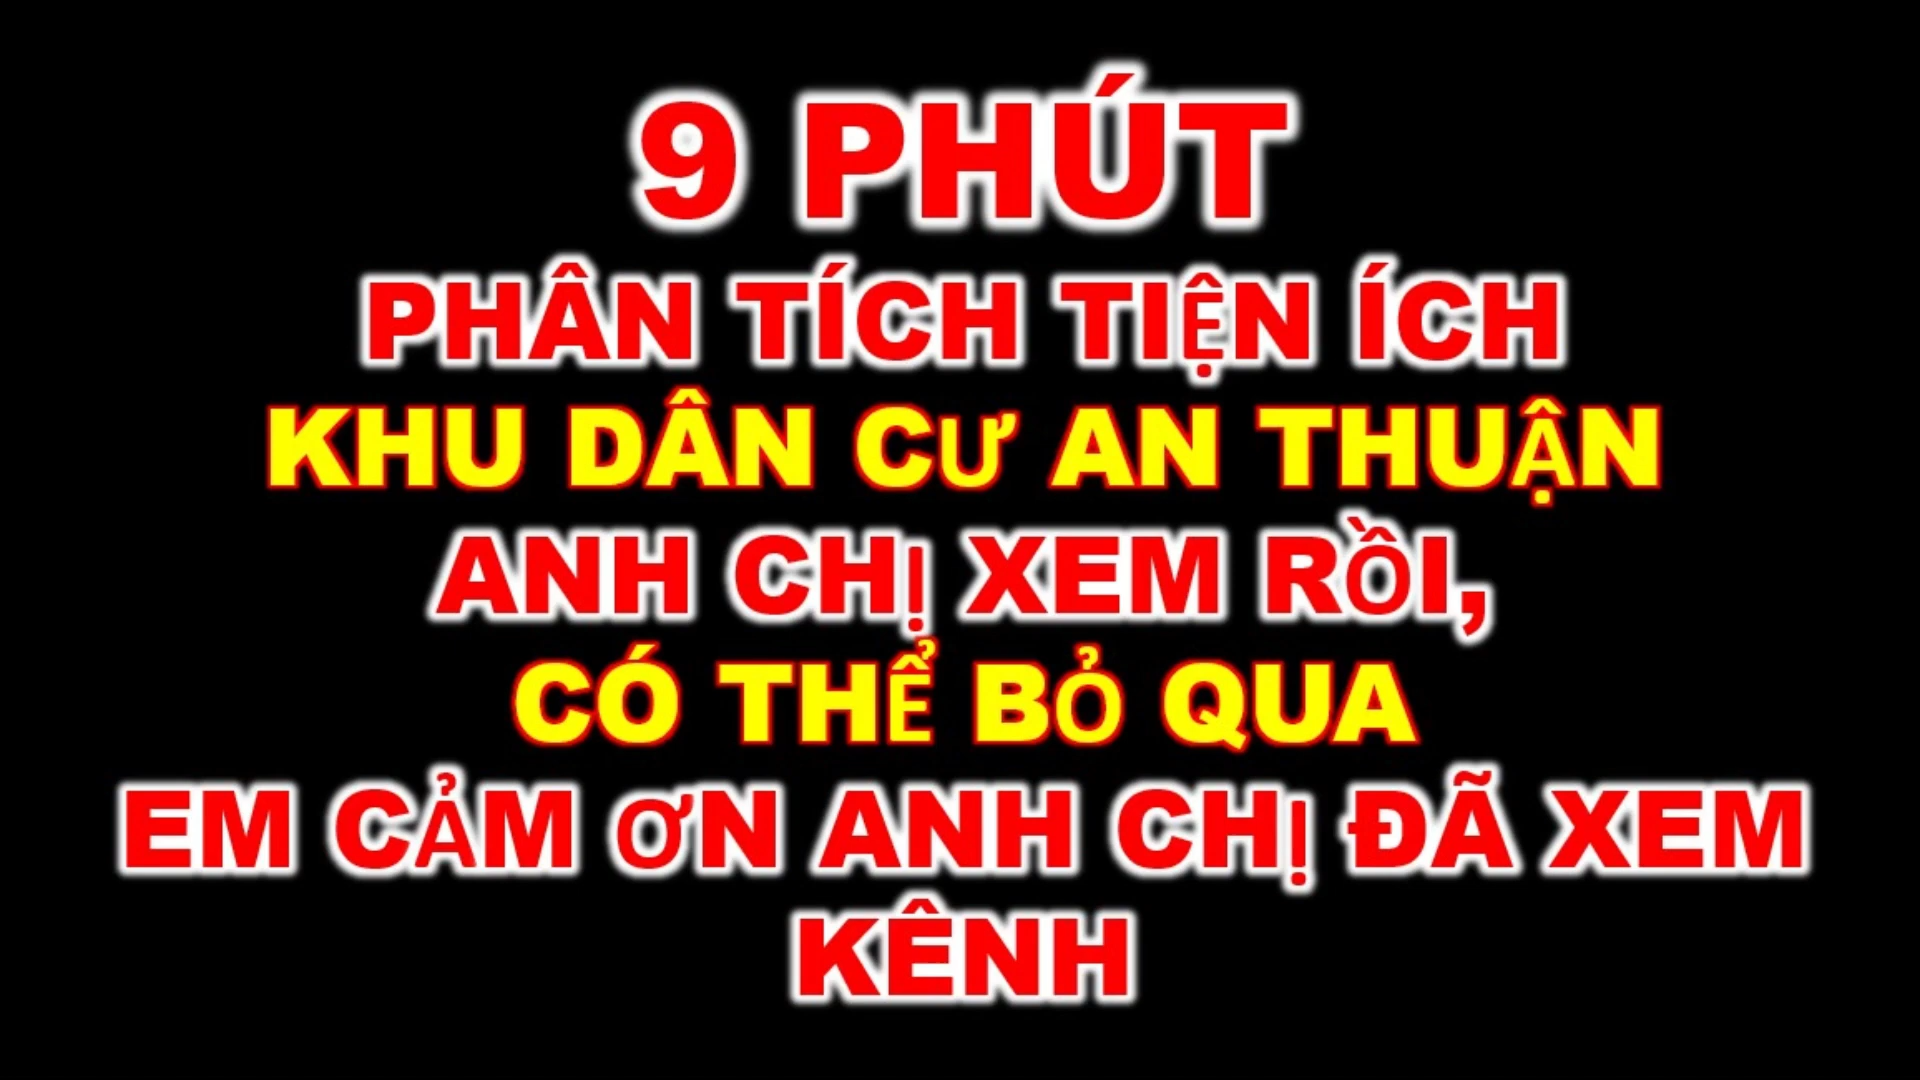 9 PHÚT
PHÂN TÍCH TIỆN ÍCH
KHU DÂN CƯ AN THUẬN
ANH CHỊ XEM RỒI,
CÓ THỂ BỎ QUA
EM CẢM ƠN ANH CHỊ ĐÃ XEM
KÊNH